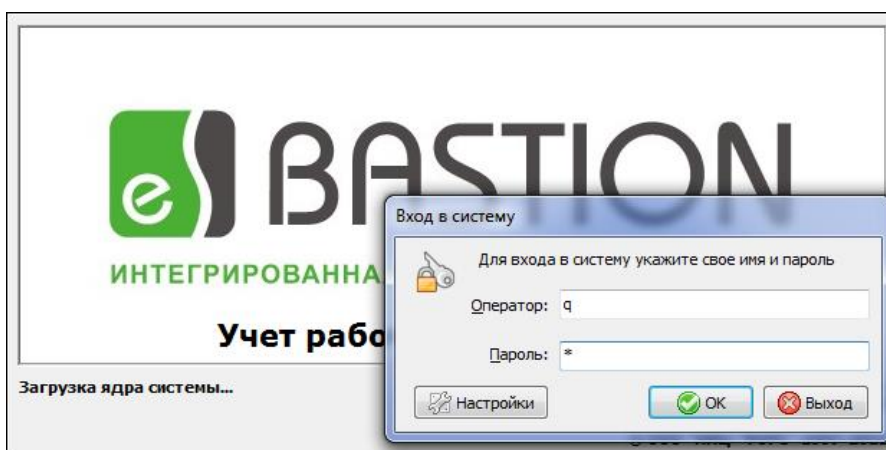 e
BASTION
Вход в систему
Для входа в систему укажите свое имя и пароль
ИНТЕГРИРОВАННА
Оператор: q
Учет рабо
Пароль: *
Загрузка ядра системы...
Настройки OK Выход